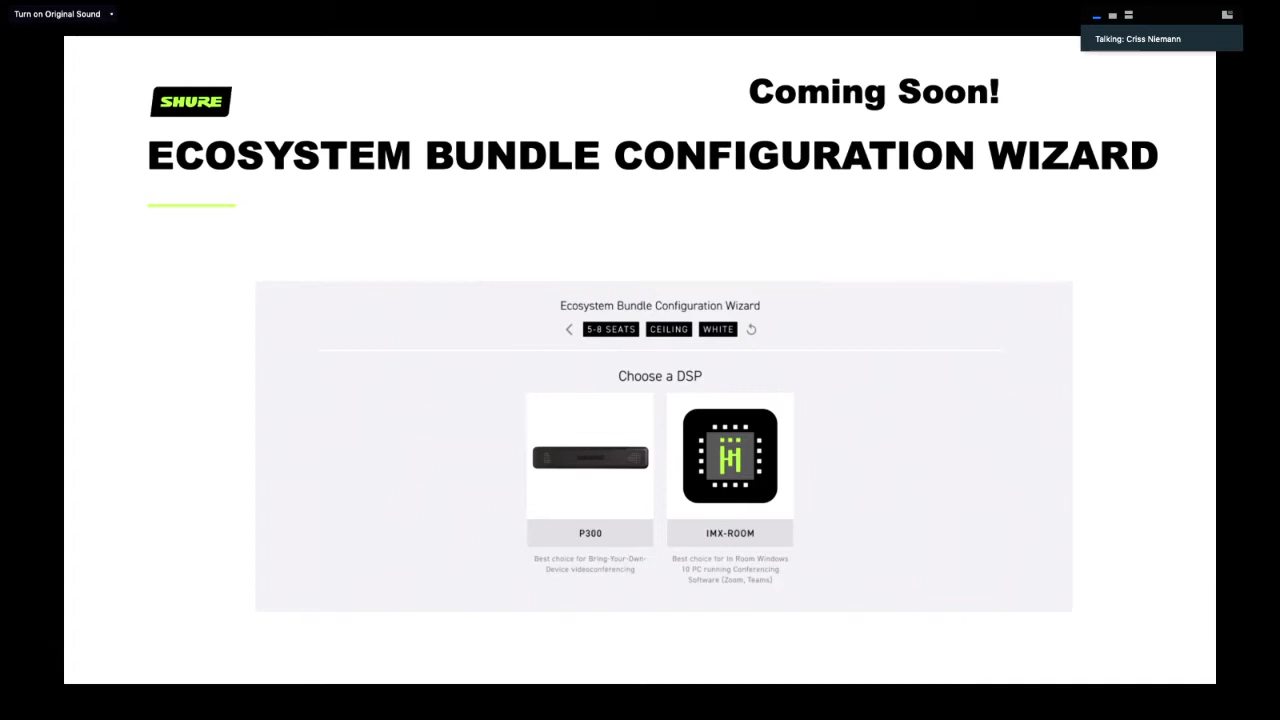 Turn on Original Sound
Talking: Criss Niemann
Coming Soon!
SHURE
ECOSYSTEM BUNDLE CONFIGURATION WIZARD
Ecosystem Bundle Configuration Wizard
5-8 SEATS CEILING WHITE
Choose a DSP
P300
IMX-ROOM
Best choice for Bring-Your-Own-
Device videoconferencing
Best choice for In Room Windows
10 PC running Conferencing
Software (Zoom, Teams)